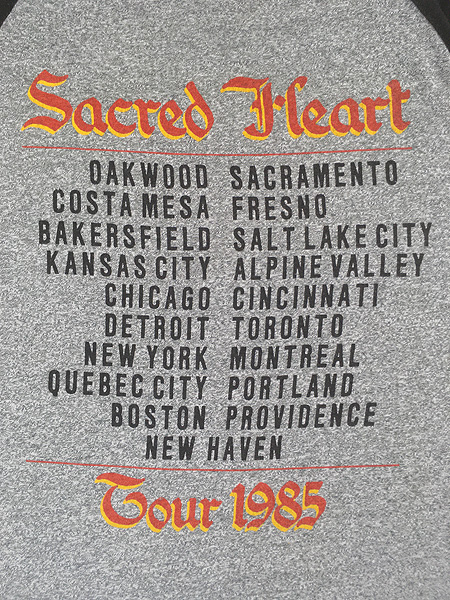 Sacred Heart
OAKWOOD SACRAMENTO
COSTA MESA FRESNO
BAKERSFIELD SALT LAKE CITY
KANSAS CITY ALPINE VALLEY
CHICAGO CINCINNATI
DETROIT TORONTO
NEW YORK MONTREAL
QUEBEC CITY PORTLAND
BOSTON PROVIDENCE
NEW HAVEN
Tour 1985